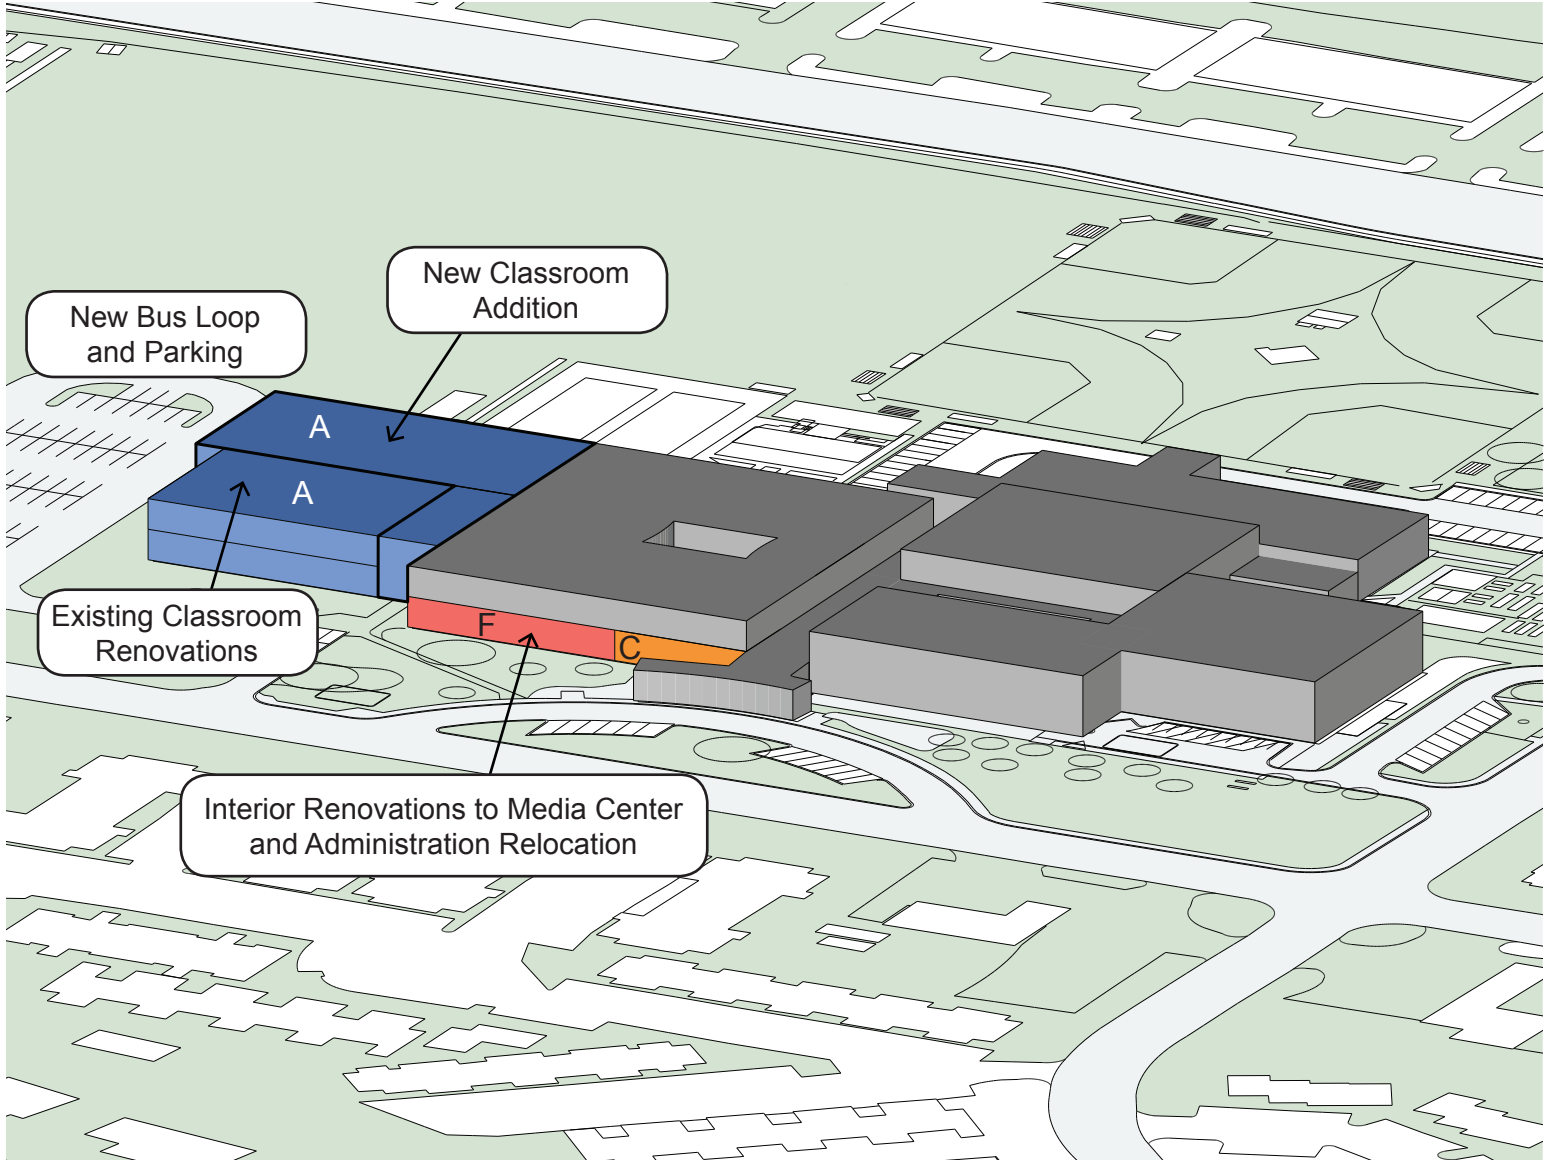 New Classroom
Addition
New Bus Loop
and Parking
A
A
Existing Classroom
Renovations
F
C
Interior Renovations to Media Center
and Administration Relocation